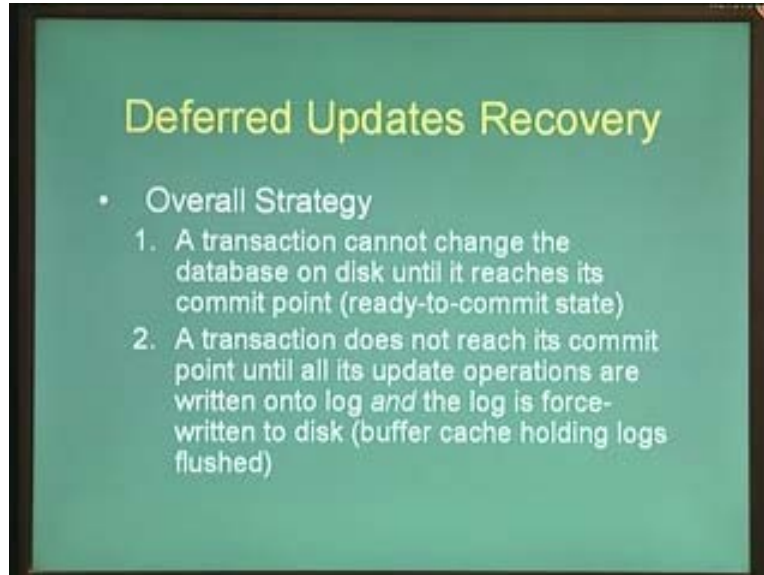 Deferred Updates Recovery
• Overall Strategy
1. A transaction cannot change the
database on disk until it reaches its
commit point (ready-to-commit state)
2. A transaction does not reach its commit
point until all its update operations are
written onto log and the log is force-
written to disk (buffer cache holding logs
flushed)